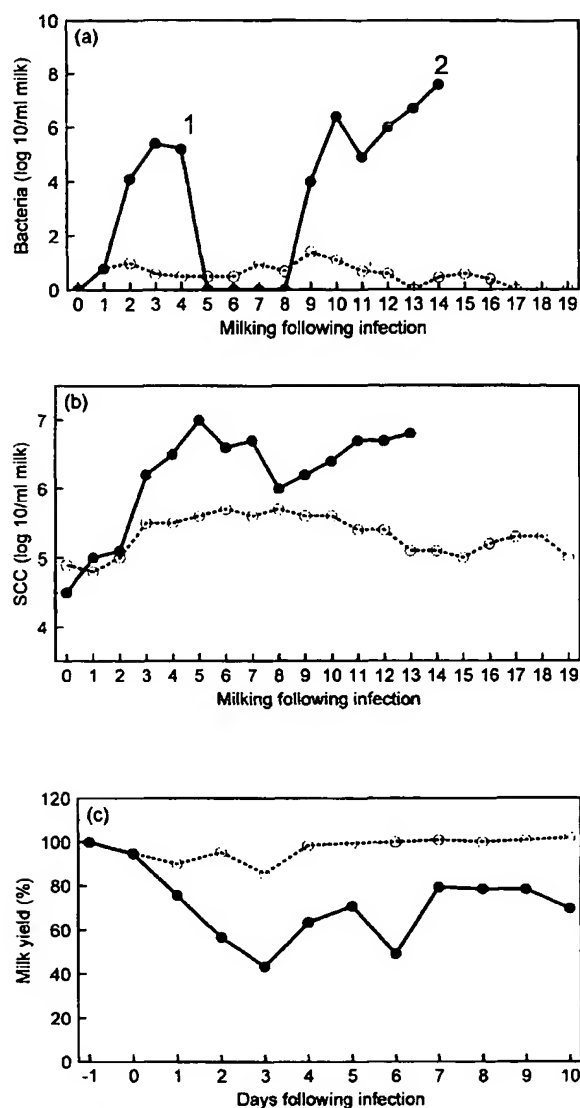 (a)
1
2
Bacteria (log 10/ml milk)
10
8
6
4
2
0
0 1 2 3 4 5 6 7 8 9 10 11 12 13 14 15 16 17 18 19
Milking following infection
(b)
SCC (log 10/ml milk)
7
6
5
4
0 1 2 3 4 5 6 7 8 9 10 11 12 13 14 15 16 17 18 19
Milking following infection
(c)
Milk yield (%)
120
100
80
60
40
20
0
-1 0 1 2 3 4 5 6 7 8 9 10
Days following infection